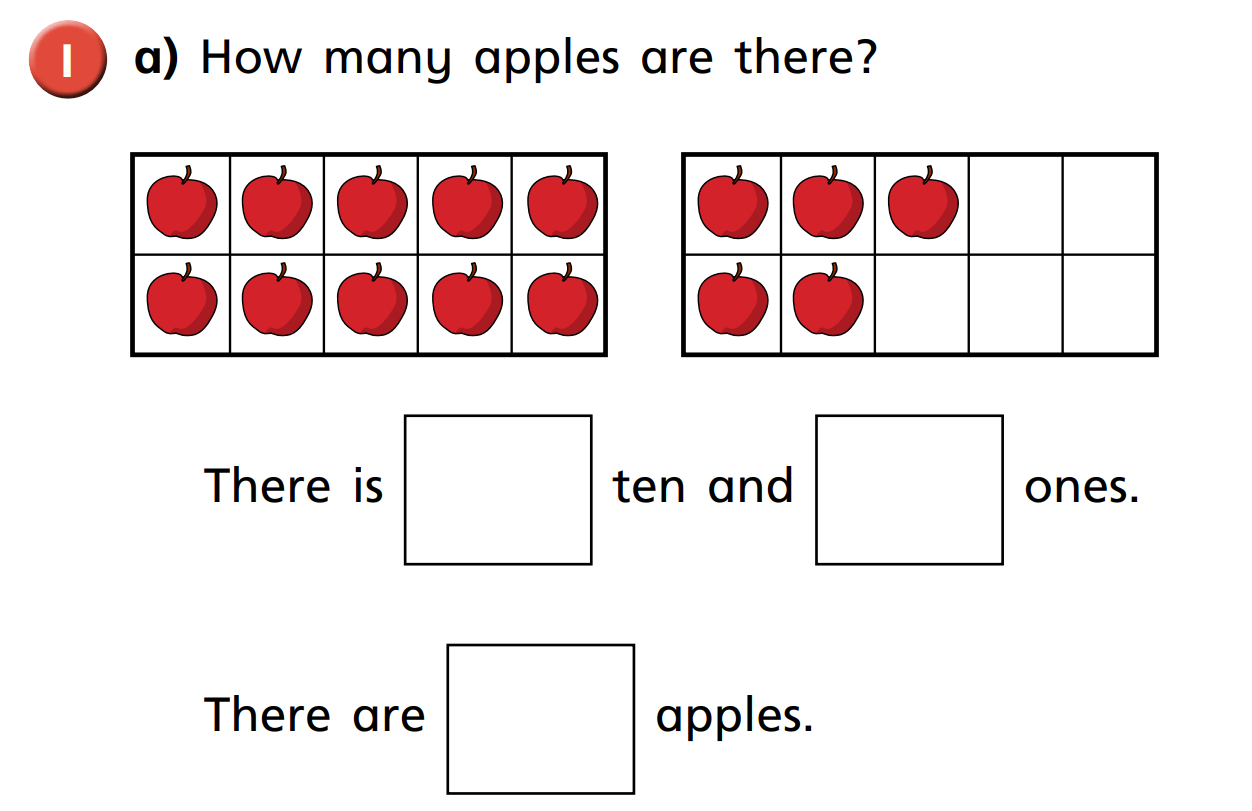 1 a) How many apples are there?
There is ten and ones.
There are apples.